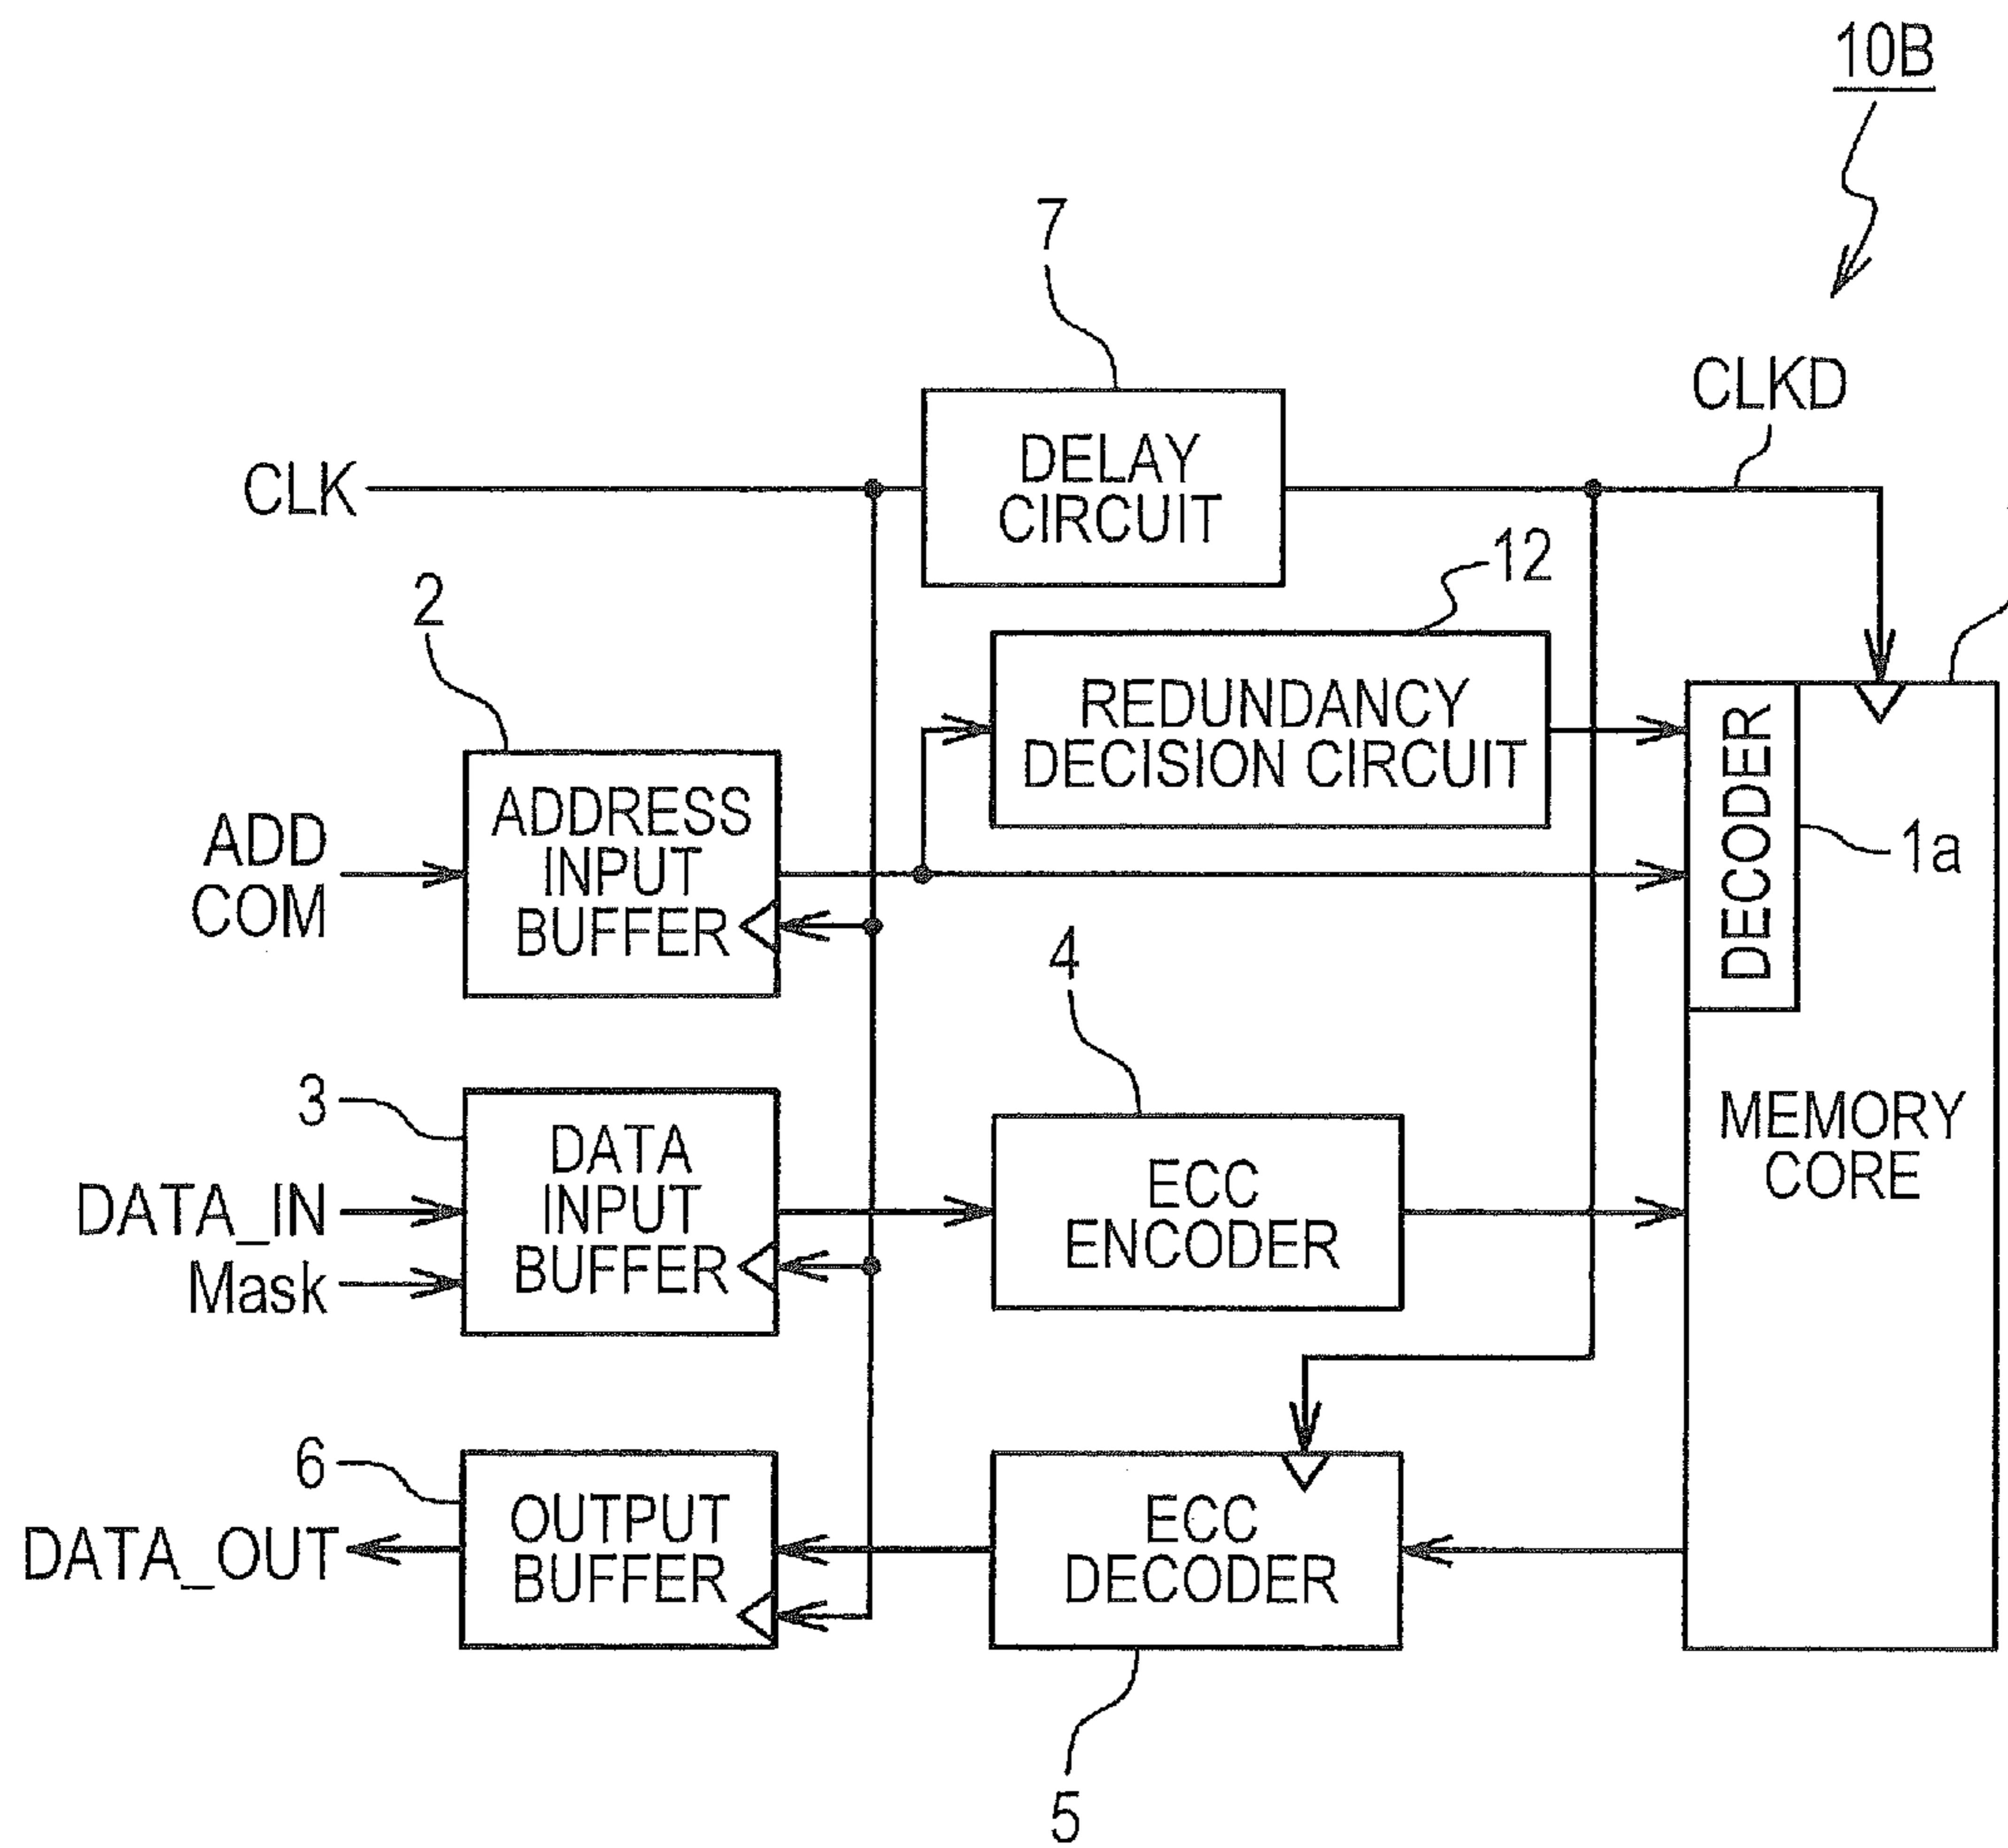 10B
7
CLKD
DELAY
CIRCUIT
CLK
12
2
REDUNDANCY
DECISION CIRCUIT
DECODER
ADDRESS
INPUT
BUFFER
ADD
COM
1a
4
3
DATA
INPUT
BUFFER
MEMORY
CORE
ECC
ENCODER
DATA_IN
Mask
6
OUTPUT
BUFFER
ECC
DECODER
DATA_OUT
5